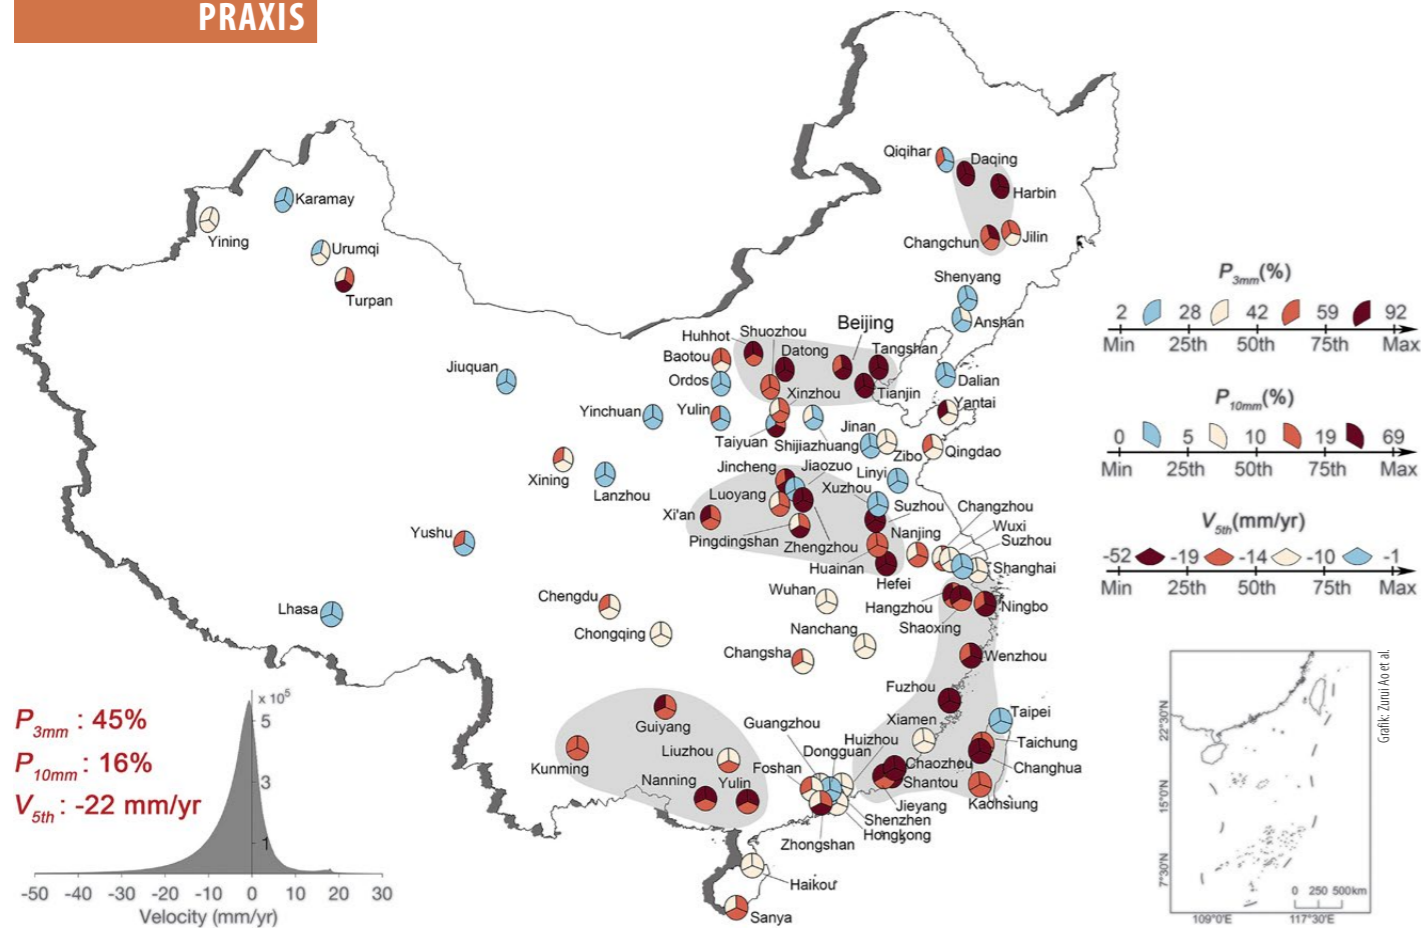 PRAXIS
Qiqihar
Daqing
Harbin
Changchun
Jilin
Karamay
Yining
Urumqi
Turpan
Shenyang
Anshan
Beijing
Huhhot
Shuozhou
Datong
Tangshan
Baotou
Ordos
Xinzhou
Tianjin
Dalian
Jiuquan
Yinchuan
Yulin
Taiyuan
Shijiazhuang
Jinan
Zibo
Yantai
Qingdao
Xining
Lanzhou
Jincheng
Jiaozuo
Linyi
Luoyang
Xuzhou
Xi'an
Pingdingshan
Zhengzhou
Suzhou
Nanjing
Changzhou
Wuxi
Suzhou
Shanghai
Huainan
Hefei
Yushu
Lhasa
Chengdu
Chongqing
Wuhan
Hangzhou
Shaoxing
Ningbo
Nanchang
Changsha
Wenzhou
Fuzhou
Taipei
Guiyang
Kunming
Liuzhou
Nanning
Yulin
Guangzhou
Xiamen
Huizhou
Dongguan
Foshan
Chaozhou
Shantou
Jieyang
Taichung
Changhua
Kaohsiung
Shenzhen
Hongkong
Zhongshan
Haikou
Sanya
P3mm(%)
2 28 42 59 92
Min 25th 50th 75th Max
P10mm(%)
0 5 10 19 69
Min 25th 50th 75th Max
V5th(mm/yr)
-52 -19 -14 -10 -1
Min 25th 50th 75th Max
P3mm : 45%
P10mm : 16%
V5th : -22 mm/yr
x 10^5
5
3
1
-50 -40 -30 -20 -10 0 10 20 30
Velocity (mm/yr)
22°30'N
15°0'N
7°30'N
0 250 500km
109°0'E 117°30'E
Grafik: Zurui Ao et al.